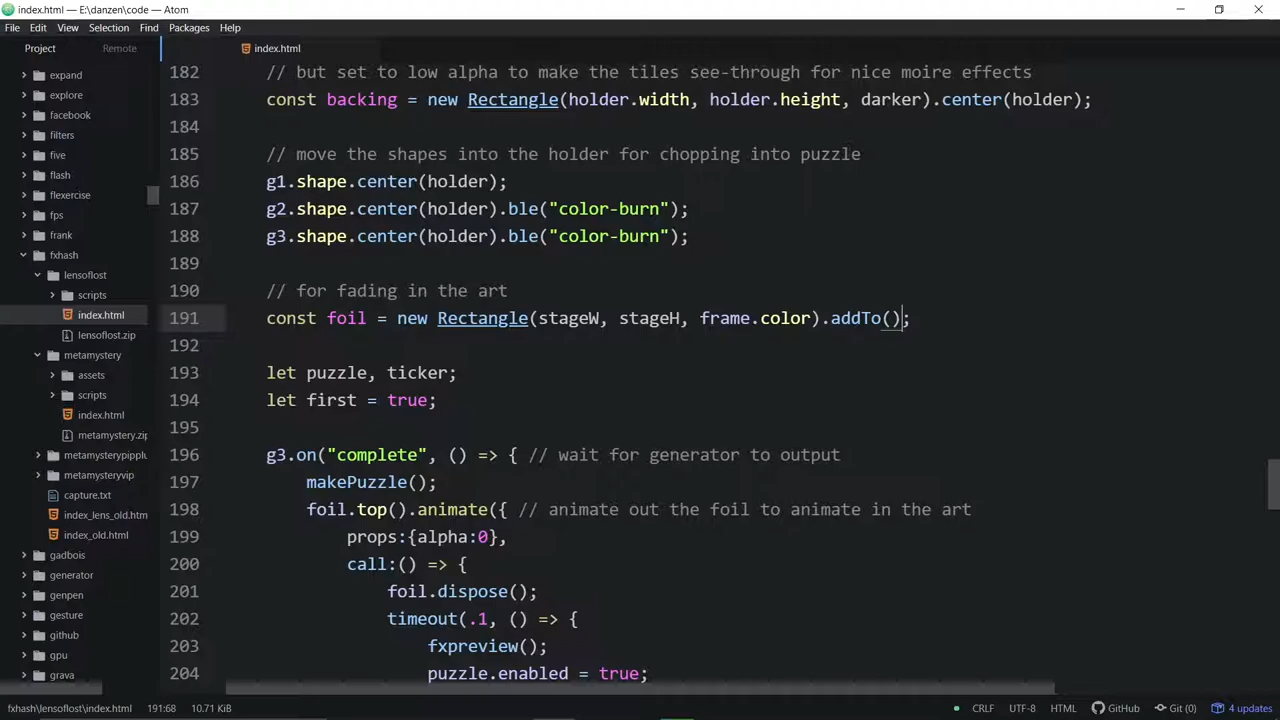 index.html — E:\danzen\code — Atom
File Edit View Selection Find Packages Help
Project Remote
index.html
expand
explore
facebook
filters
five
flash
flexercise
fps
frank
fxhash
lensoflost
scripts
index.html
lensoflost.zip
metamystery
assets
scripts
index.html
metamystery.zip
metamysterypipplu
metamysteryvip
capture.txt
index_lens_old.htm
index_old.html
gadbois
generator
genpen
gesture
github
gpu
grava
182 // but set to low alpha to make the tiles see-through for nice moire effects
183 const backing = new Rectangle(holder.width, holder.height, darker).center(holder);
184
185 // move the shapes into the holder for chopping into puzzle
186 g1.shape.center(holder);
187 g2.shape.center(holder).ble("color-burn");
188 g3.shape.center(holder).ble("color-burn");
189
190 // for fading in the art
191 const foil = new Rectangle(stageW, stageH, frame.color).addTo();
192
193 let puzzle, ticker;
194 let first = true;
195
196 g3.on("complete", () => { // wait for generator to output
197 makePuzzle();
198 foil.top().animate({ // animate out the foil to animate in the art
199 props:{alpha:0},
200 call:() => {
201 foil.dispose();
202 timeout(.1, () => {
203 fxpreview();
204 puzzle.enabled = true;
fxhash\lensoflost\index.html 191:68 10.71 KiB CRLF UTF-8 HTML GitHub Git (0) 4 updates